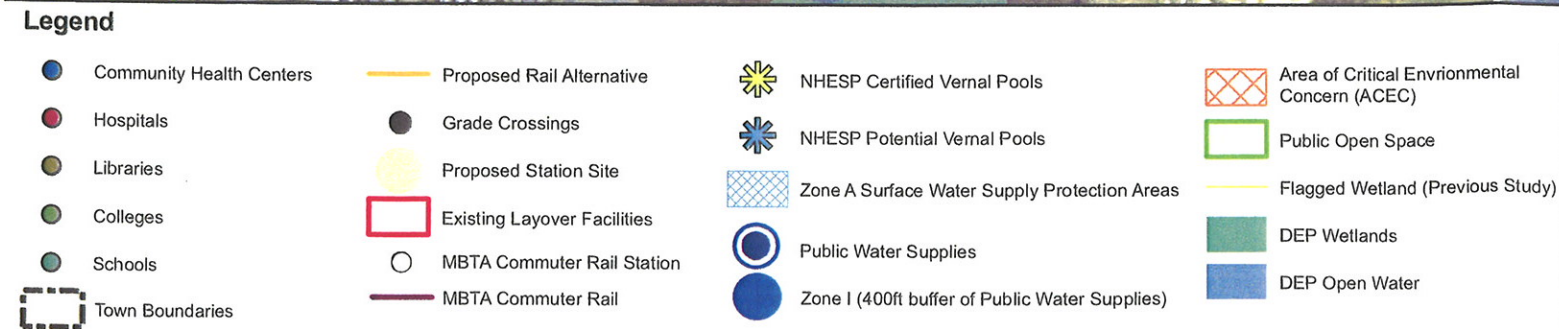 Legend
Community Health Centers
Hospitals
Libraries
Colleges
Schools
Town Boundaries
Proposed Rail Alternative
Grade Crossings
Proposed Station Site
Existing Layover Facilities
MBTA Commuter Rail Station
MBTA Commuter Rail
NHESP Certified Vernal Pools
NHESP Potential Vernal Pools
Zone A Surface Water Supply Protection Areas
Public Water Supplies
Zone I (400ft buffer of Public Water Supplies)
Area of Critical Envrionmental
Concern (ACEC)
Public Open Space
Flagged Wetland (Previous Study)
DEP Wetlands
DEP Open Water